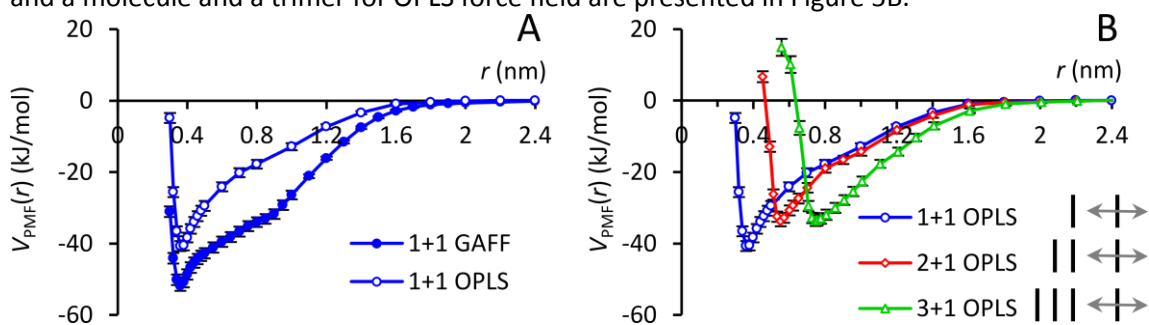 and a molecule and a trimer for OPLS force field are presented in Figure 5B.
A
20
0
-20
-40
-60
0
0.4
0.8
1.2
1.6
2
2.4
r (nm)
V_PMF(r) (kJ/mol)
1+1 GAFF
1+1 OPLS
B
20
0
-20
-40
-60
0
0.4
0.8
1.2
1.6
2
2.4
r (nm)
V_PMF(r) (kJ/mol)
1+1 OPLS
2+1 OPLS
3+1 OPLS